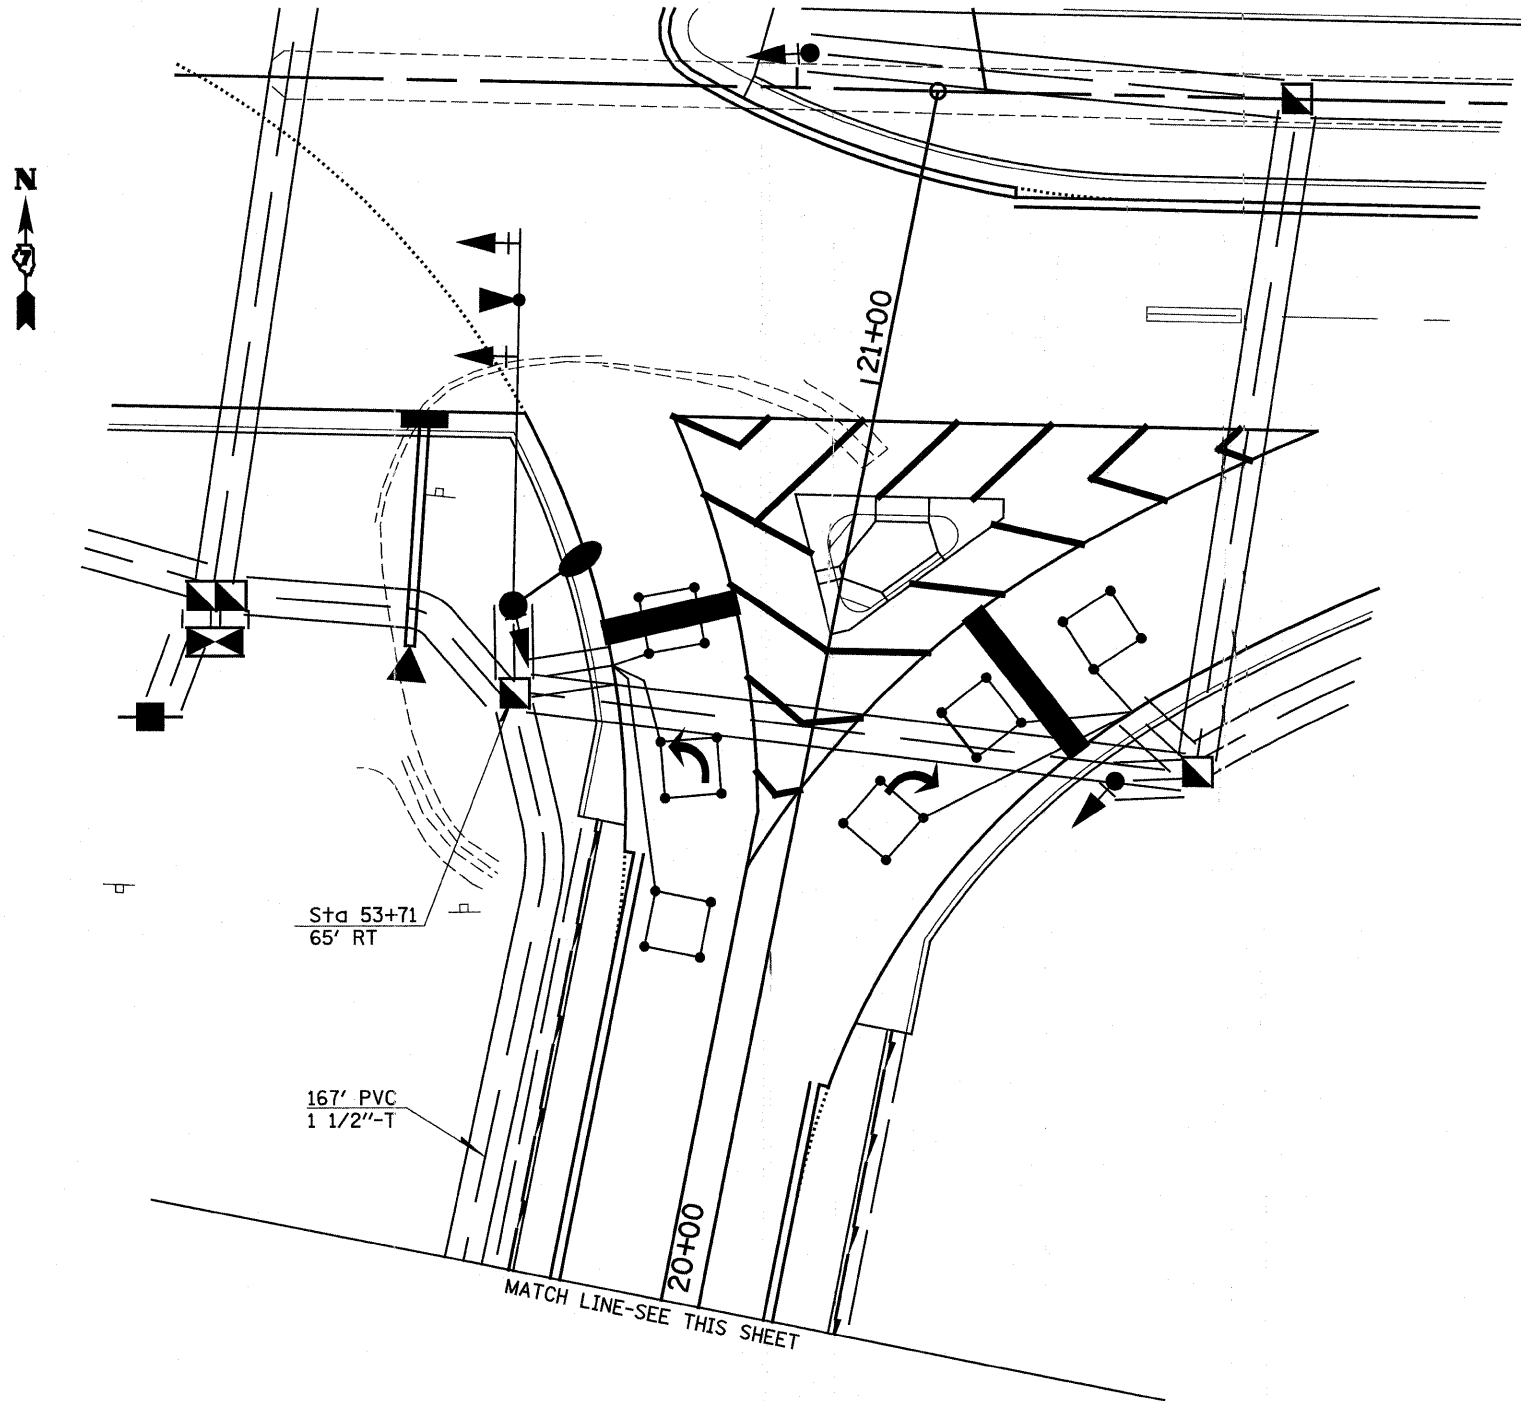 N
7
21+00
Sta 53+71
65' RT
167' PVC
1 1/2"-T
20+00
MATCH LINE-SEE THIS SHEET